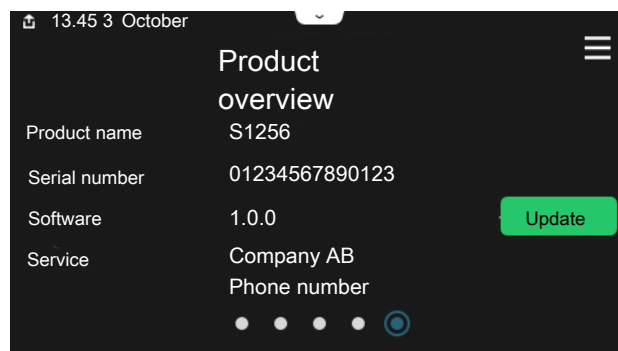 13.45 3 October
Product
overview
Product name S1256
Serial number 01234567890123
Software 1.0.0 Update
Service Company AB
Phone number